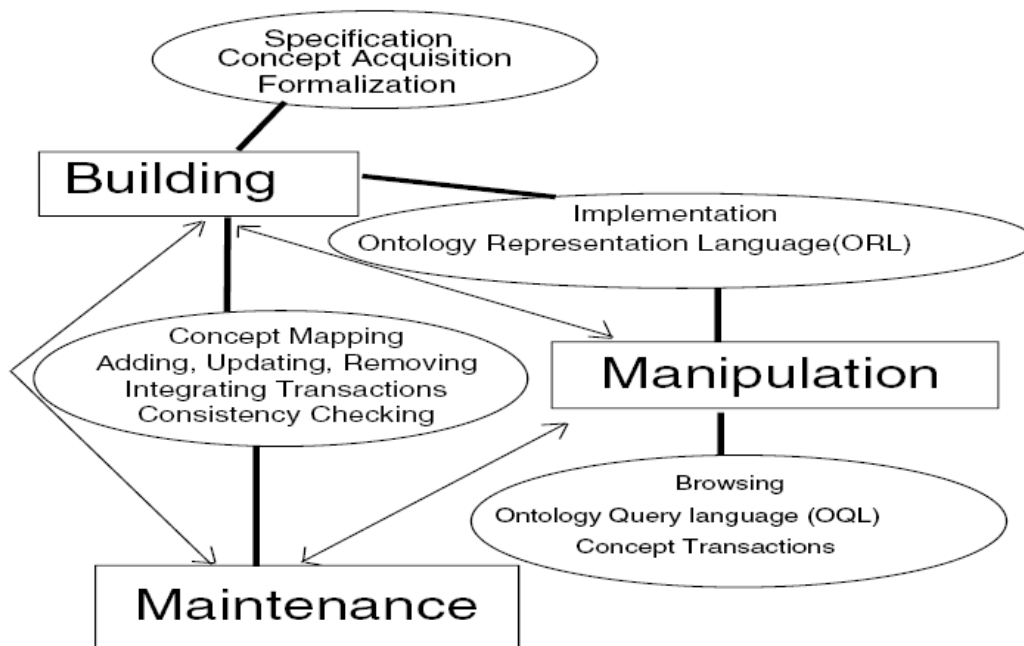 Specification
Concept Acquisition
Formalization
Building
Implementation
Ontology Representation Language(ORL)
Concept Mapping
Adding, Updating, Removing
Integrating Transactions
Consistency Checking
Manipulation
Browsing
Ontology Query language (OQL)
Concept Transactions
Maintenance